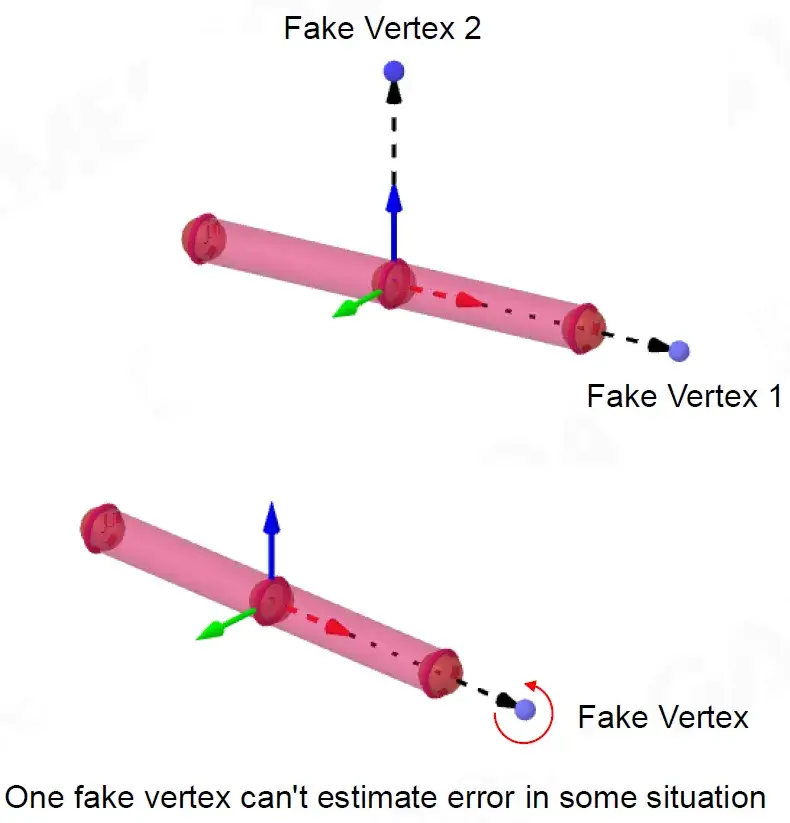 Fake Vertex 2
Fake Vertex 1
Fake Vertex
One fake vertex can't estimate error in some situation